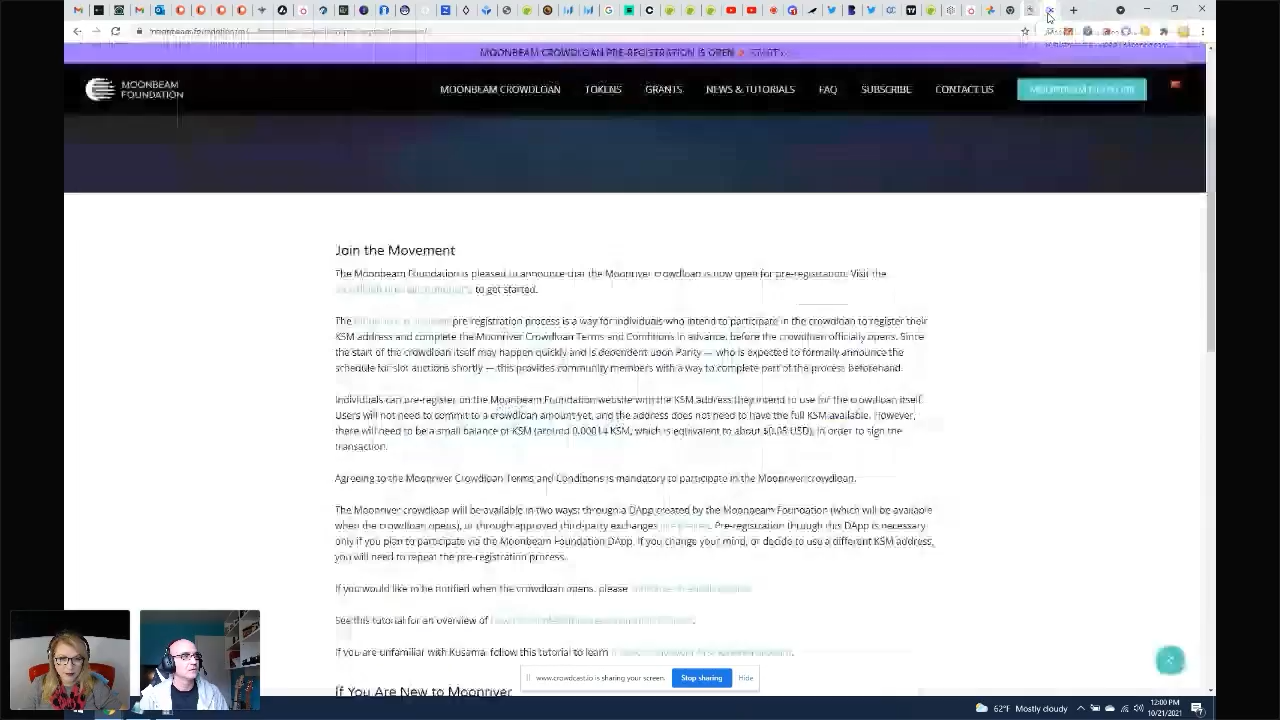 MOONBEAM CROWDLOAN PRE-REGISTRATION IS OPEN
MOONBEAM
FOUNDATION
MOONBEAM CROWDLOAN
TOKENS
GRANTS
NEWS & TUTORIALS
FAQ
SUBSCRIBE
CONTACT US
Join the Movement
The Moonbeam Foundation is pleased to announce that the Moonriver crowdloan is now open for pre-registration. Visit the
to get started.
The pre registration process is a way for individuals who intend to participate in the crowdloan to register their
KSM address and complete the Moonriver Crowdloan Terms and Conditions in advance, before the crowdloan officially opens. Since
the start of the crowdloan itself may happen quickly and is dependent upon Parity — who is expected to formally announce the
schedule for slot auctions shortly — this provides community members with a way to complete part of the process beforehand.
Individuals can pre-register on the Moonbeam Foundation website with the KSM address they intend to use for the crowdloan itself.
Users will not need to commit to a crowdloan amount yet, and the address does not need to have the full KSM available. However,
there will need to be a small balance of KSM (around 0.00014 KSM, which is equivalent to about $0.05 USD), in order to sign the
transaction.
Agreeing to the Moonriver Crowdloan Terms and Conditions is mandatory to participate in the Moonriver crowdloan.
The Moonriver crowdloan will be available in two ways: through a DApp created by the Moonbeam Foundation (which will be available
when the crowdloan opens), or through approved third-party exchanges . Pre-registration through this DApp is necessary
only if you plan to participate via the Moonbeam Foundation DApp. If you change your mind, or decide to use a different KSM address,
you will need to repeat the pre-registration process.
If you would like to be notified when the crowdloan opens, please
See this tutorial for an overview of
If you are unfamiliar with Kusama, follow this tutorial to learn
If You Are New to Moonriver
www.crowdcast.io is sharing your screen.
Stop sharing
Hide
62°F Mostly cloudy
12:00 PM
10/21/2021